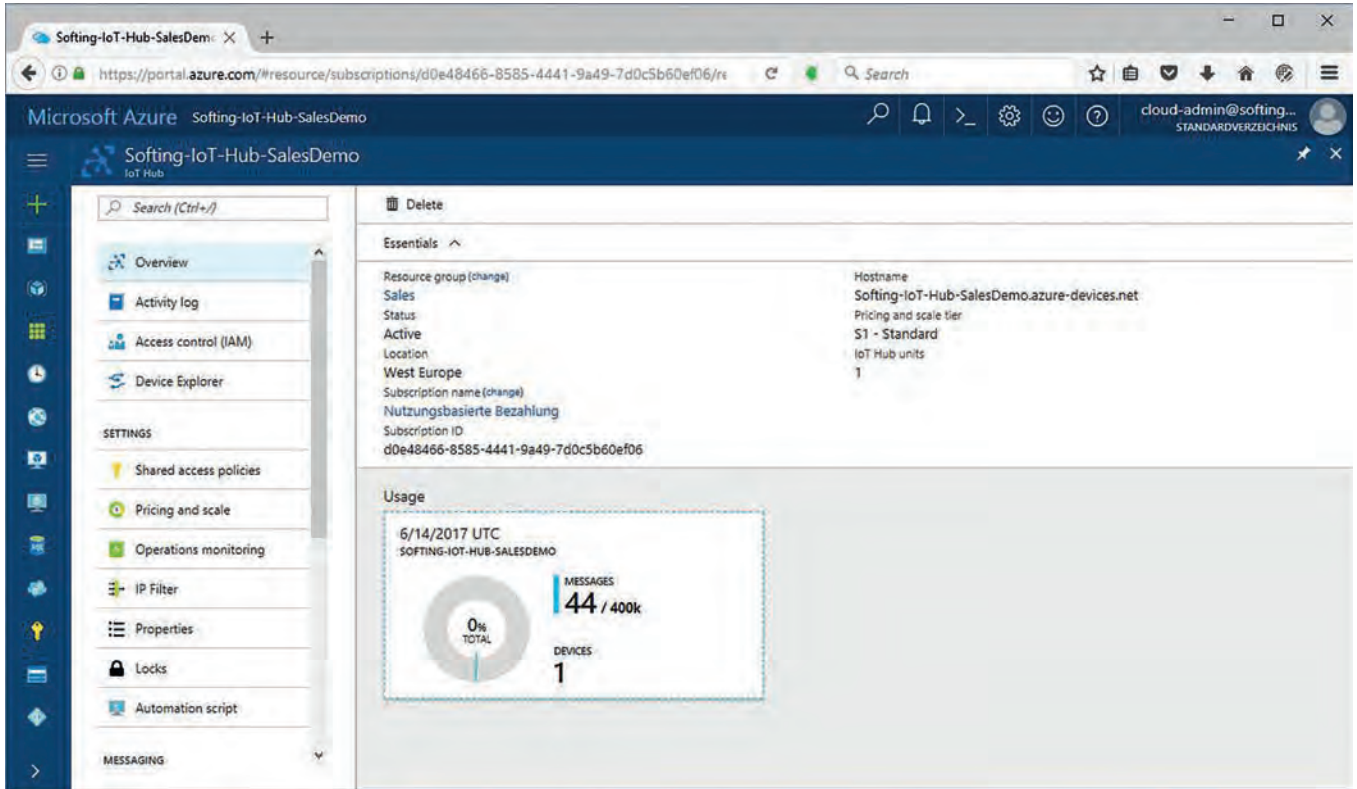 Softing-IoT-Hub-SalesDem
https://portal.azure.com/#resource/subscriptions/d0e48466-8585-4441-9a49-7d0c5b60ef06/re
Search
Microsoft Azure Softing-IoT-Hub-SalesDemo
cloud-admin@softing...
STANDARDVERZEICHNIS
Softing-IoT-Hub-SalesDemo
IoT Hub
Search (Ctrl+/)
Overview
Activity log
Access control (IAM)
Device Explorer
SETTINGS
Shared access policies
Pricing and scale
Operations monitoring
IP Filter
Properties
Locks
Automation script
MESSAGING
Delete
Essentials
Resource group (change)
Sales
Status
Active
Location
West Europe
Subscription name (change)
Nutzungsbasierte Bezahlung
Subscription ID
d0e48466-8585-4441-9a49-7d0c5b60ef06
Hostname
Softing-IoT-Hub-SalesDemo.azure-devices.net
Pricing and scale tier
S1 - Standard
IoT Hub units
1
Usage
6/14/2017 UTC
SOFTING-IOT-HUB-SALESDEMO
0%
TOTAL
MESSAGES
44 / 400k
DEVICES
1